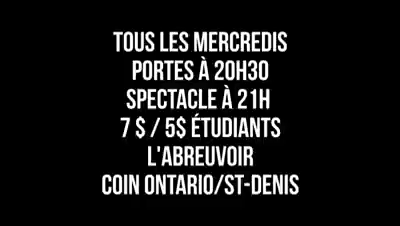 TOUS LES MERCREDIS
PORTES À 20H30
SPECTACLE À 21H
7 $ / 5$ ÉTUDIANTS
L'ABREUVOIR
COIN ONTARIO/ST-DENIS